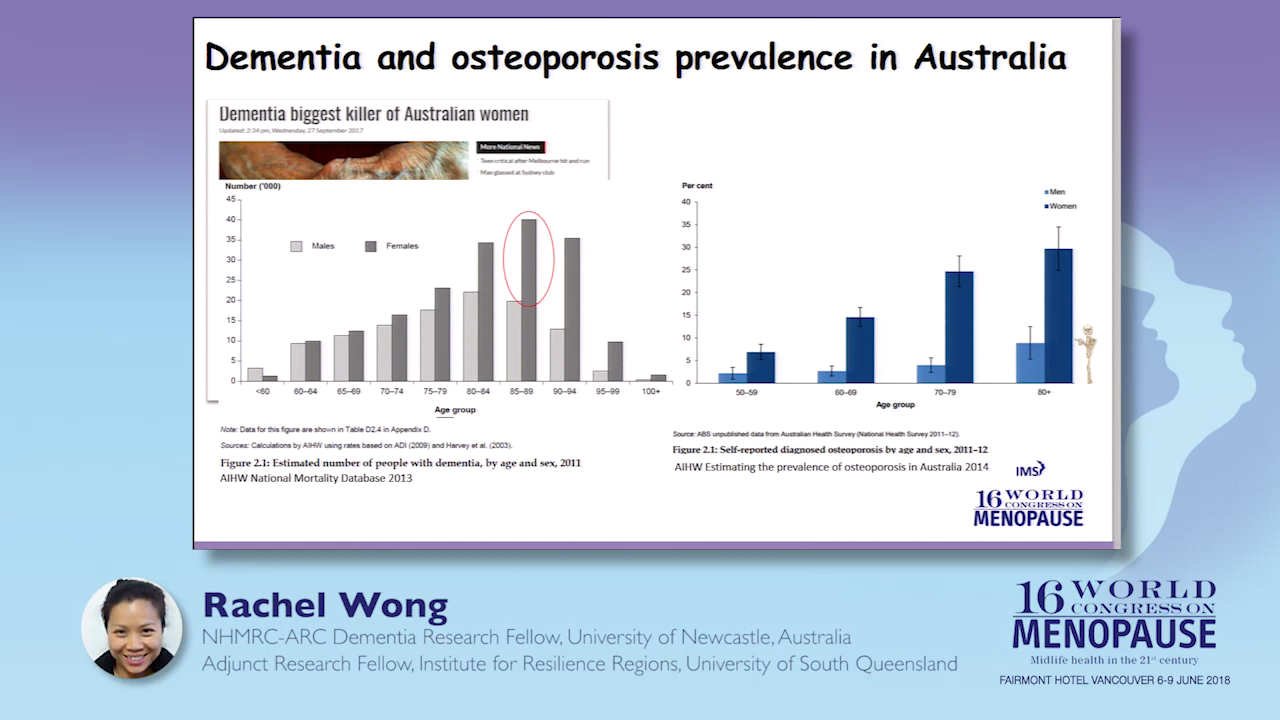 Dementia and osteoporosis prevalence in Australia
Dementia biggest killer of Australian women
Updated: 2:34 pm, Wednesday, 27 September 2017
More National News
Teen critical after Melbourne hit and run
Man glassed at Sydney club
Number ('000)
45
40
35
30
25
20
15
10
5
0
Males
Females
<60
60–64
65–69
70–74
75–79
80–84
85–89
90–94
95–99
100+
Age group
Note: Data for this figure are shown in Table D2.4 in Appendix D.
Sources: Calculations by AIHW using rates based on ADI (2009) and Harvey et al. (2003).
Figure 2.1: Estimated number of people with dementia, by age and sex, 2011
AIHW National Mortality Database 2013
Per cent
40
35
30
25
20
15
10
5
0
Men
Women
50–59
60–69
70–79
80+
Age group
Source: ABS unpublished data from Australian Health Survey (National Health Survey 2011–12).
Figure 2.1: Self-reported diagnosed osteoporosis by age and sex, 2011–12
AIHW Estimating the prevalence of osteoporosis in Australia 2014
IMS
16 WORLD
CONGRESS ON
MENOPAUSE
Rachel Wong
NHMRC-ARC Dementia Research Fellow, University of Newcastle, Australia
Adjunct Research Fellow, Institute for Resilience Regions, University of South Queensland
16 WORLD
CONGRESS ON
MENOPAUSE
Midlife health in the 21st century
FAIRMONT HOTEL VANCOUVER 6-9 JUNE 2018